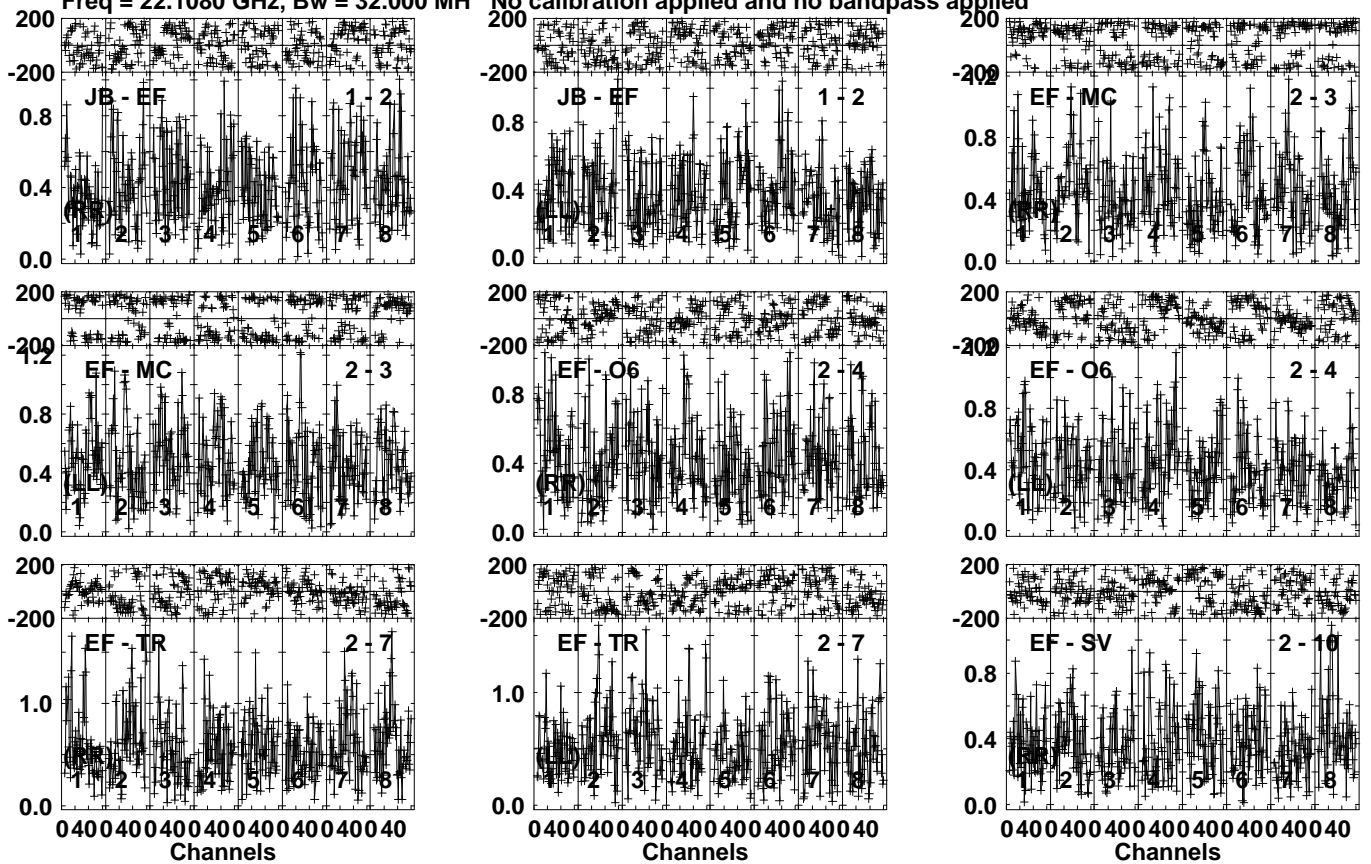 Freq = 22.1080 GHz, Bw = 32.000 MH No calibration applied and no bandpass applied
200 200 200
-200 -200 -200
JB - EF 1 - 2 JB - EF 1 - 2 EF - MC 2 - 3
1.2
0.8 0.8 0.8
0.4 0.4 0.4
(RR) (LL) (RR)
1 2 3 4 5 6 7 8 1 2 3 4 5 6 7 8 1 2 3 4 5 6 7 8
0.0 0.0 0.0
200 200 200
-200 -200 -200
1.2 1.2
EF - MC 2 - 3 EF - O6 2 - 4 EF - O6 2 - 4
0.8 0.8 0.8
0.4 0.4 0.4
(LL) (RR) (LL)
1 2 3 4 5 6 7 8 1 2 3 4 5 6 7 8 1 2 3 4 5 6 7 8
0.0 0.0 0.0
200 200 200
-200 -200 -200
EF - TR 2 - 7 EF - TR 2 - 7 EF - SV 2 - 10
1.0 1.0 0.8
0.4
(RR) (LL) (RR)
1 2 3 4 5 6 7 8 1 2 3 4 5 6 7 8 1 2 3 4 5 6 7 8
0.0 0.0 0.0
0 40 0 40 0 40 0 40 0 40 0 40 0 40 0 40 0 40 0 40 0 40 0 40 0 40 0 40 0 40 0 40 0 40 0 40 0 40 0 40 0 40 0 40 0 40 0 40
Channels Channels Channels